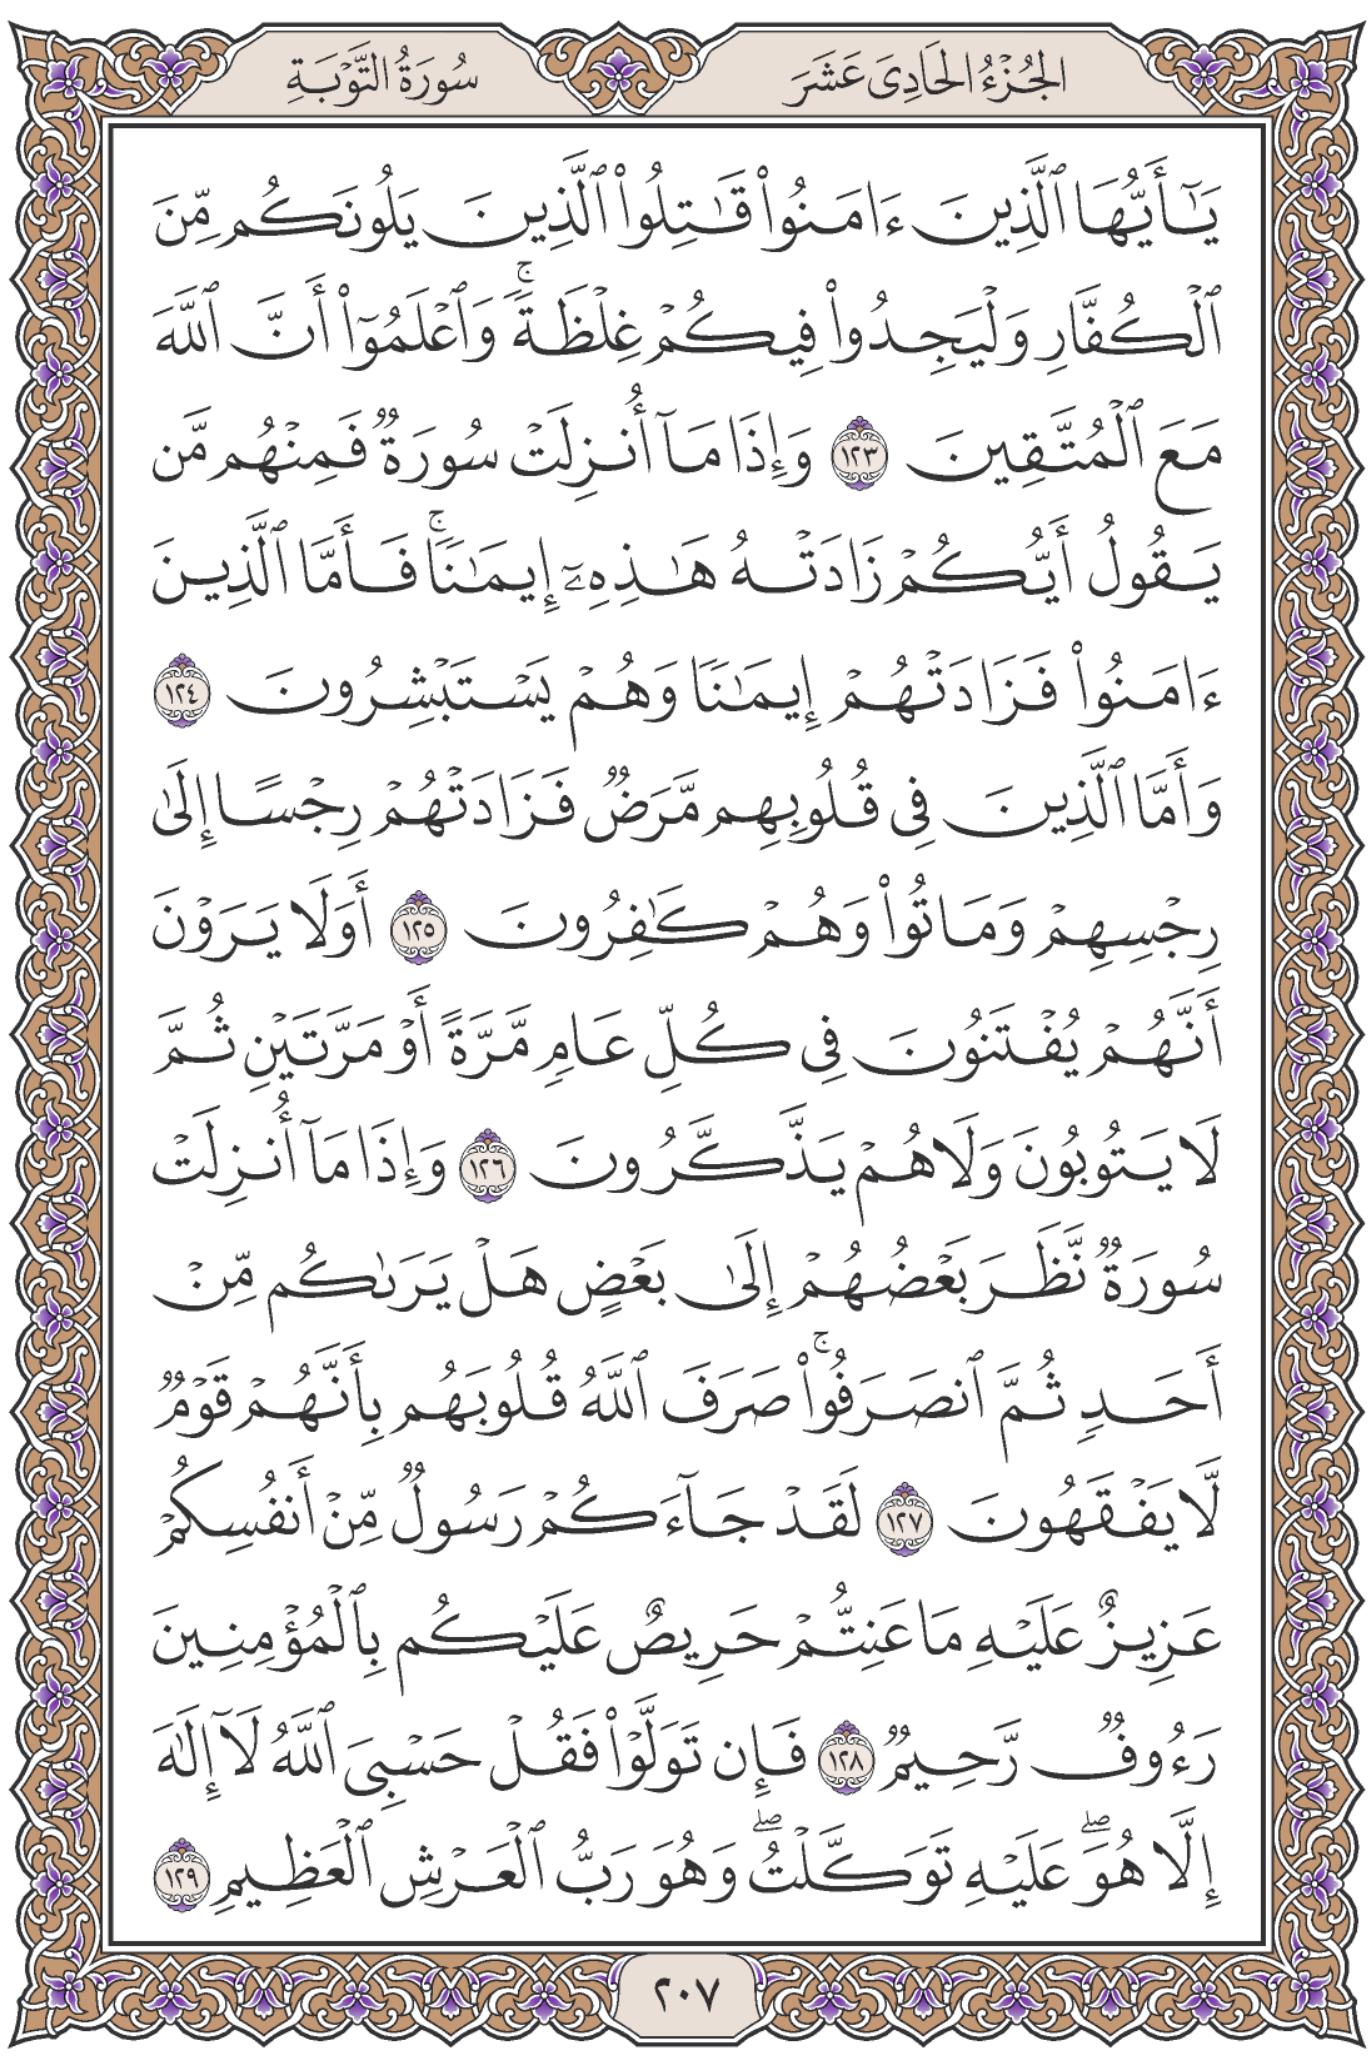 الجُزْءُ الحَادِىَ عَشَرَ
سُورَةُ التَّوْبَةِ
يَـٰٓأَيُّهَا ٱلَّذِينَ ءَامَنُوا۟ قَـٰتِلُوا۟ ٱلَّذِينَ يَلُونَكُم مِّنَ
ٱلْكُفَّارِ وَلْيَجِدُوا۟ فِيكُمْ غِلْظَةً ۚ وَٱعْلَمُوٓا۟ أَنَّ ٱللَّهَ
مَعَ ٱلْمُتَّقِينَ ١٢٣ وَإِذَا مَآ أُنزِلَتْ سُورَةٌ فَمِنْهُم مَّن
يَقُولُ أَيُّكُمْ زَادَتْهُ هَـٰذِهِۦٓ إِيمَـٰنًا ۚ فَأَمَّا ٱلَّذِينَ
ءَامَنُوا۟ فَزَادَتْهُمْ إِيمَـٰنًا وَهُمْ يَسْتَبْشِرُونَ ١٢٤
وَأَمَّا ٱلَّذِينَ فِى قُلُوبِهِم مَّرَضٌ فَزَادَتْهُمْ رِجْسًا إِلَىٰ
رِجْسِهِمْ وَمَاتُوا۟ وَهُمْ كَـٰفِرُونَ ١٢٥ أَوَلَا يَرَوْنَ
أَنَّهُمْ يُفْتَنُونَ فِى كُلِّ عَامٍ مَّرَّةً أَوْ مَرَّتَيْنِ ثُمَّ
لَا يَتُوبُونَ وَلَا هُمْ يَذَّكَّرُونَ ١٢٦ وَإِذَا مَآ أُنزِلَتْ
سُورَةٌ نَّظَرَ بَعْضُهُمْ إِلَىٰ بَعْضٍ هَلْ يَرَىٰكُم مِّنْ
أَحَدٍ ثُمَّ ٱنصَرَفُوا۟ ۚ صَرَفَ ٱللَّهُ قُلُوبَهُم بِأَنَّهُمْ قَوْمٌ
لَّا يَفْقَهُونَ ١٢٧ لَقَدْ جَآءَكُمْ رَسُولٌ مِّنْ أَنفُسِكُمْ
عَزِيزٌ عَلَيْهِ مَا عَنِتُّمْ حَرِيصٌ عَلَيْكُم بِٱلْمُؤْمِنِينَ
رَءُوفٌ رَّحِيمٌ ١٢٨ فَإِن تَوَلَّوْا۟ فَقُلْ حَسْبِىَ ٱللَّهُ لَآ إِلَـٰهَ
إِلَّا هُوَ ۖ عَلَيْهِ تَوَكَّلْتُ ۖ وَهُوَ رَبُّ ٱلْعَرْشِ ٱلْعَظِيمِ ١٢٩
٢٠٧